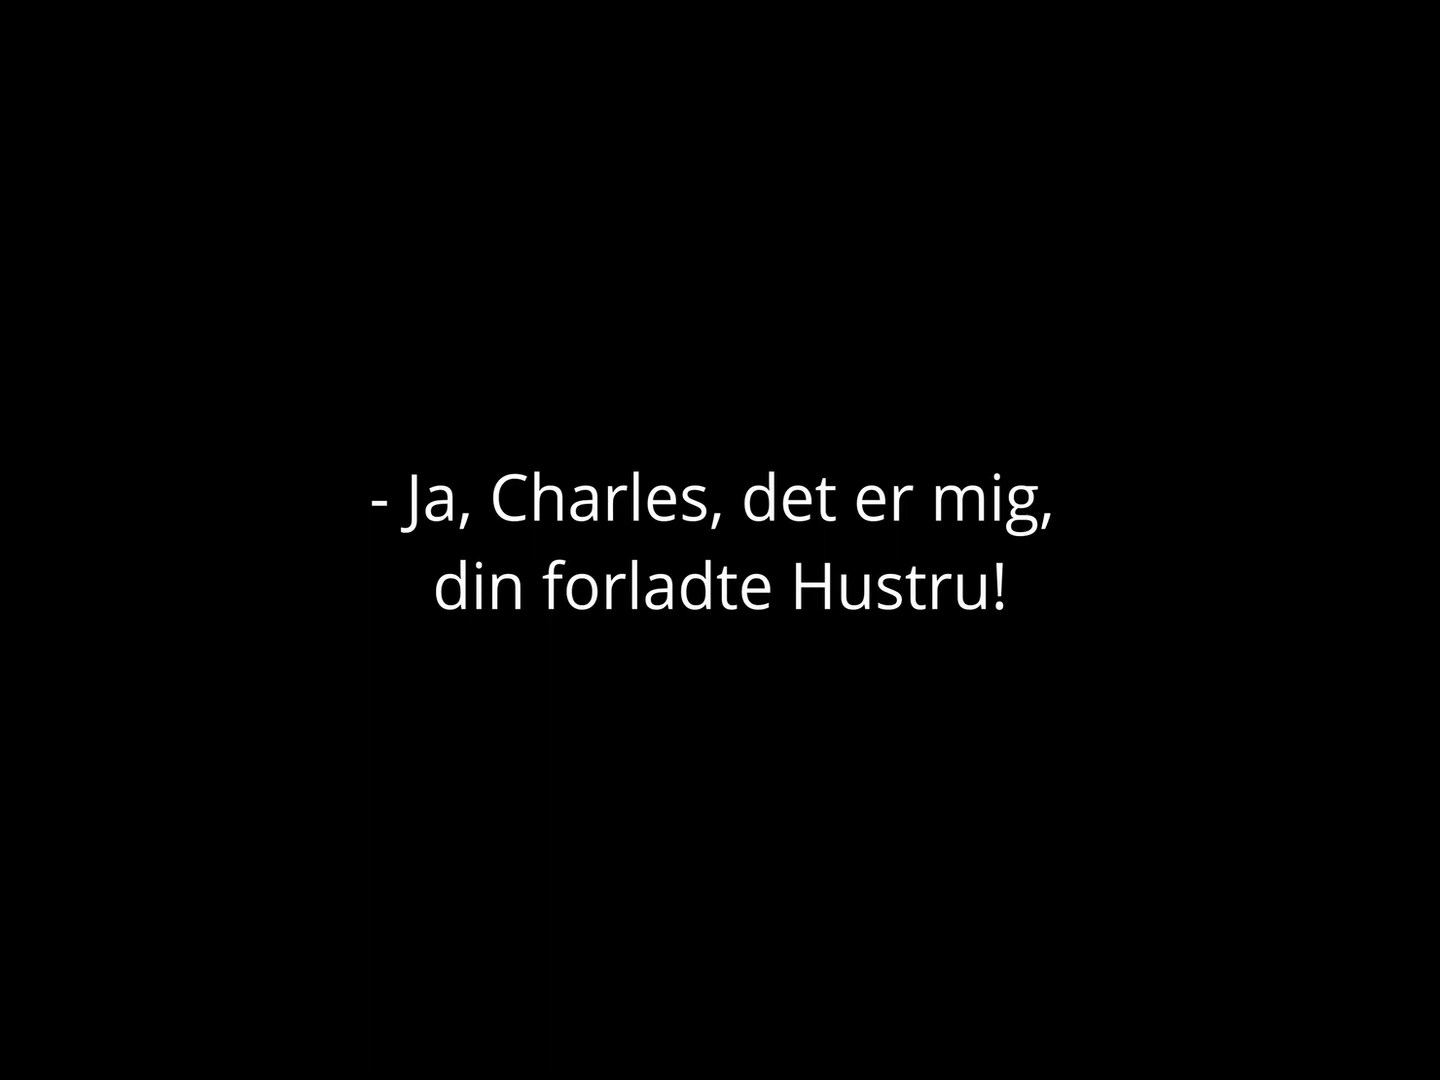 - Ja, Charles, det er mig,
din forladte Hustru!